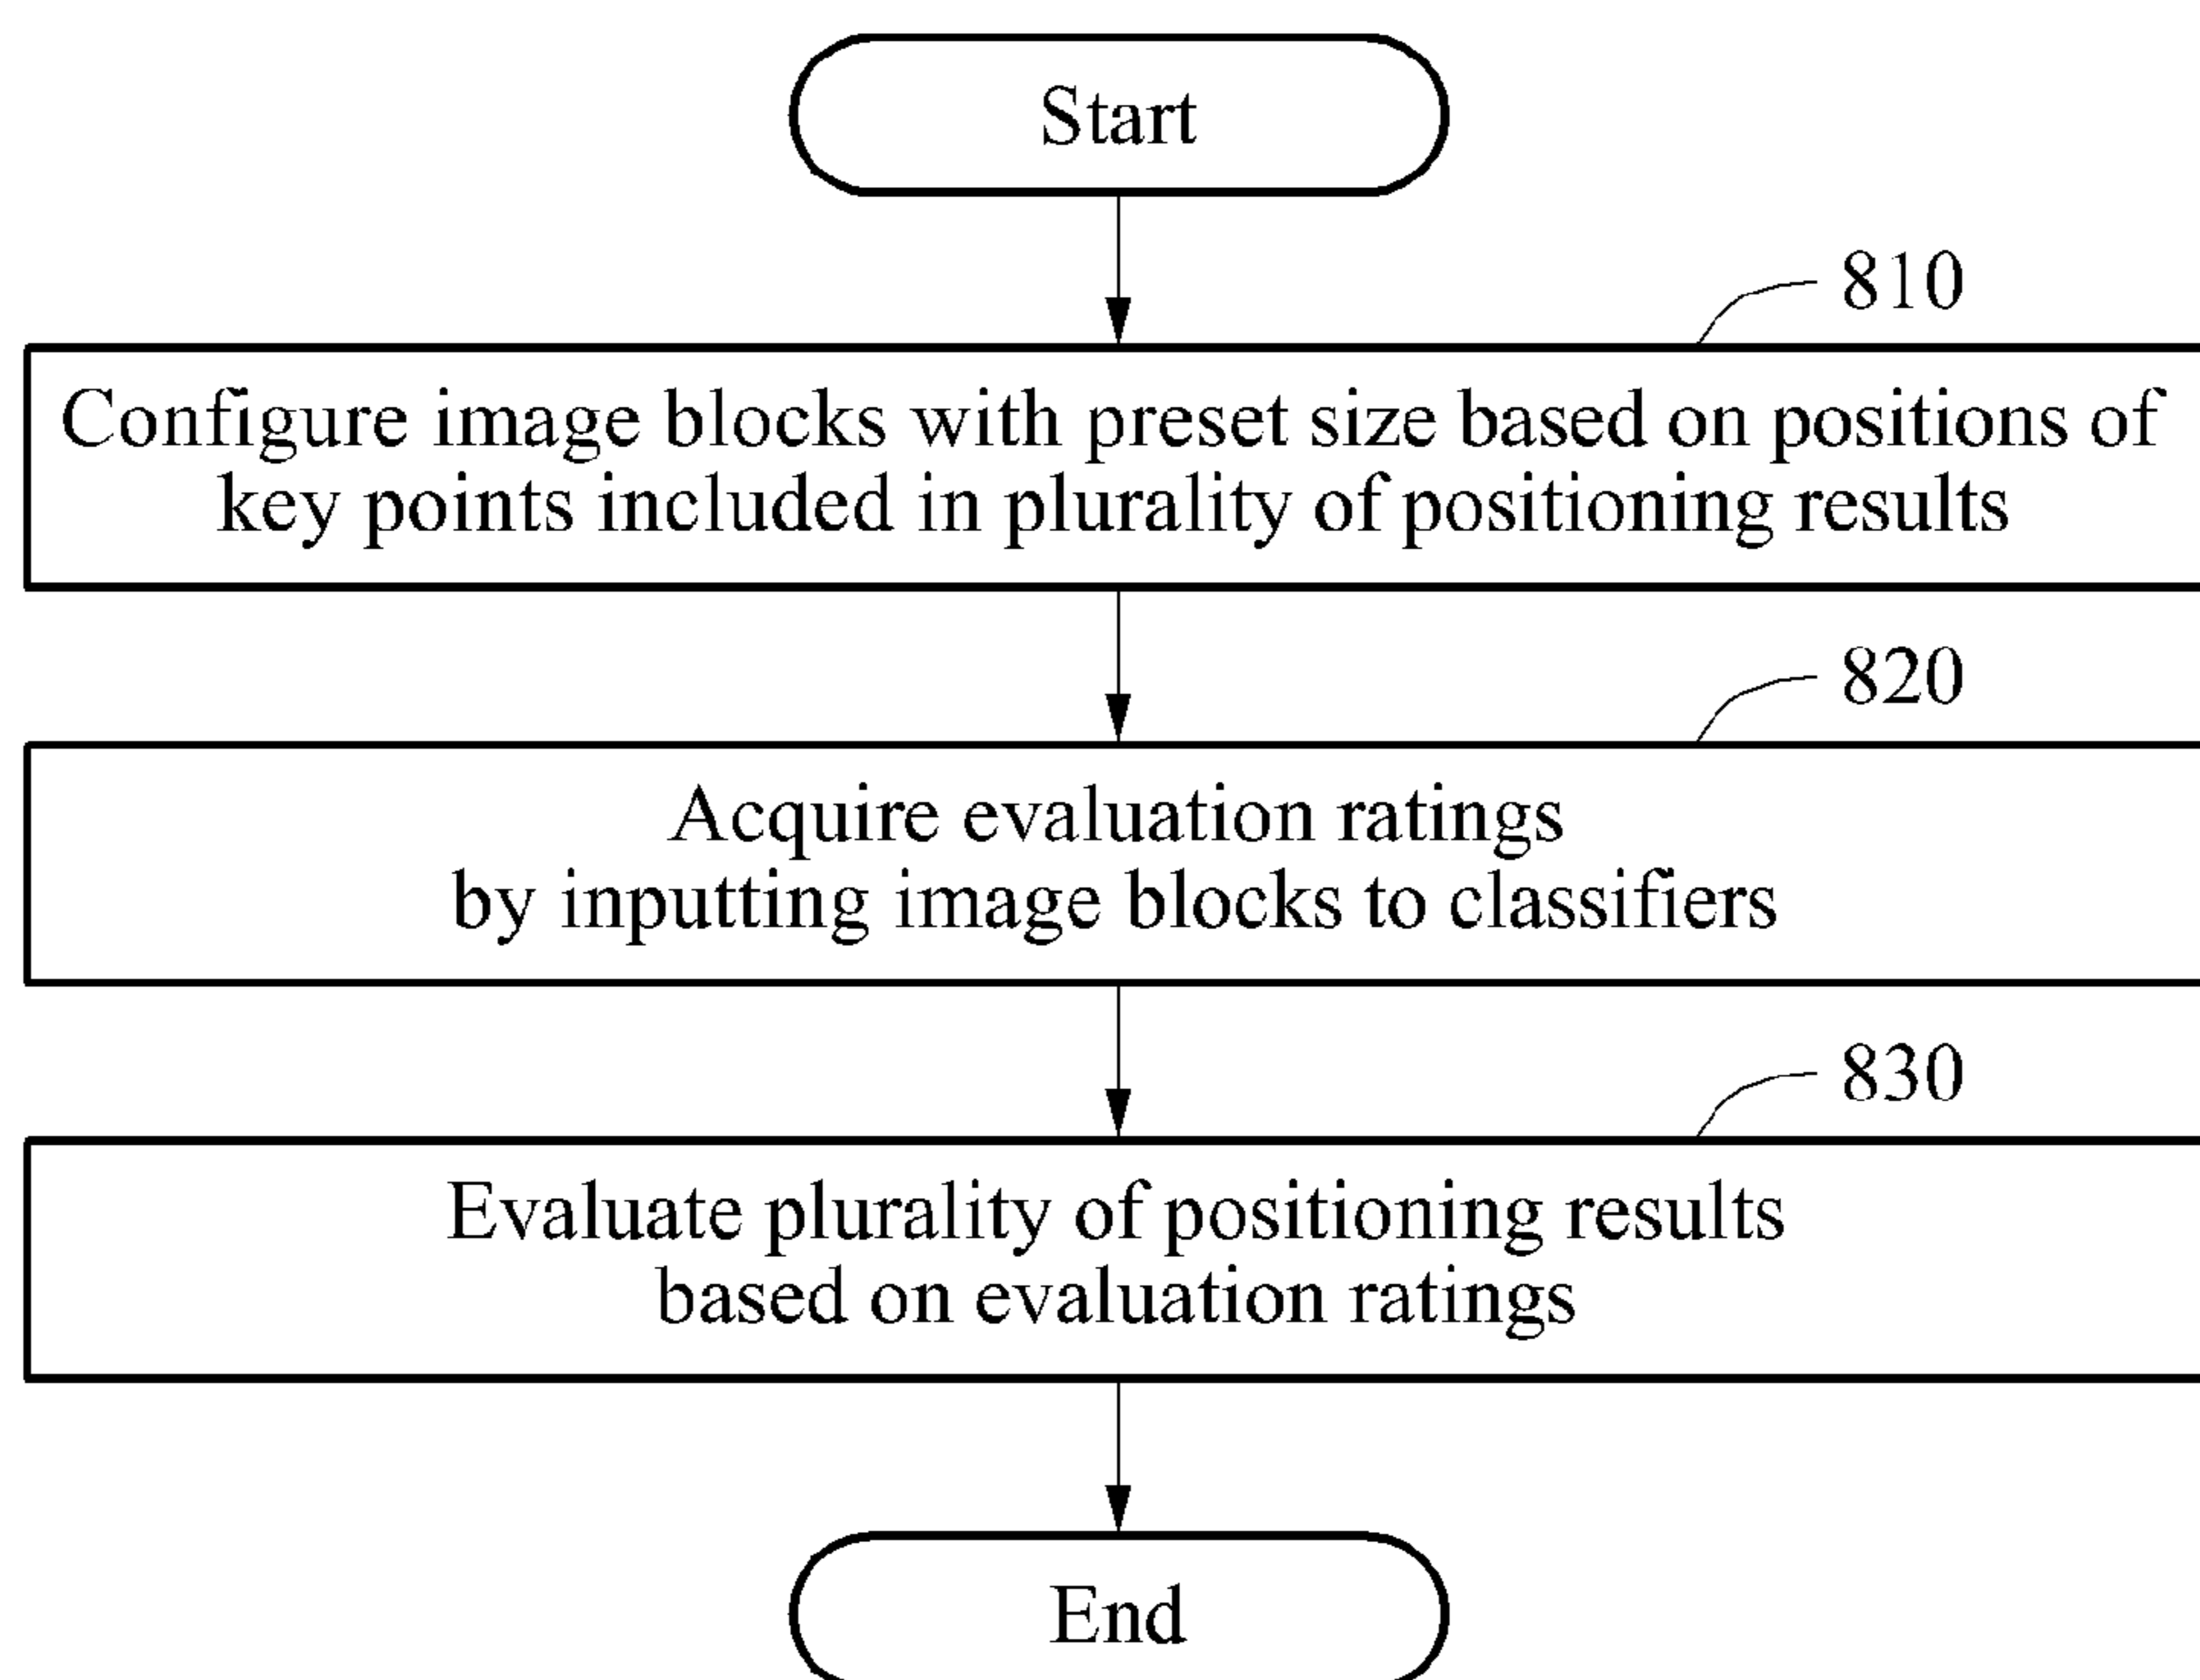 Start
810
Configure image blocks with preset size based on positions of
key points included in plurality of positioning results
820
Acquire evaluation ratings
by inputting image blocks to classifiers
830
Evaluate plurality of positioning results
based on evaluation ratings
End